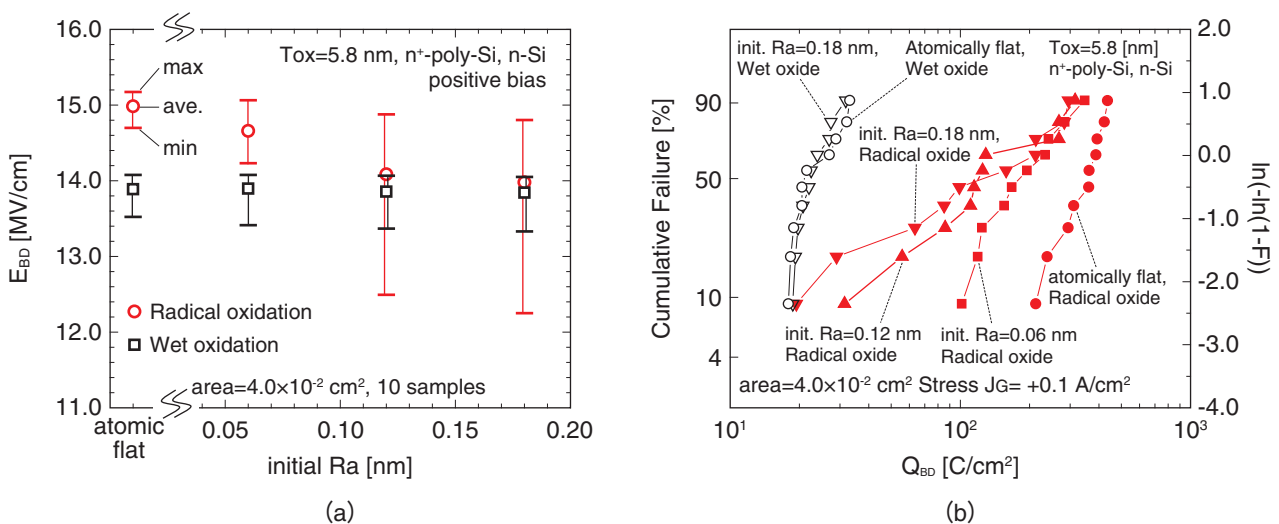 16.0
15.0
14.0
13.0
12.0
11.0
E_BD [MV/cm]
Tox=5.8 nm, n⁺-poly-Si, n-Si
positive bias
max
ave.
min
Radical oxidation
Wet oxidation
area=4.0×10⁻² cm², 10 samples
atomic
flat
0.05
0.10
0.15
0.20
initial Ra [nm]
(a)
Cumulative Failure [%]
90
50
10
4
init. Ra=0.18 nm,
Wet oxide
Atomically flat,
Wet oxide
Tox=5.8 [nm]
n⁺-poly-Si, n-Si
init. Ra=0.18 nm,
Radical oxide
atomically flat,
Radical oxide
init. Ra=0.12 nm
Radical oxide
init. Ra=0.06 nm
Radical oxide
area=4.0×10⁻² cm² Stress JG= +0.1 A/cm²
2.0
1.0
0.0
-1.0
-2.0
-3.0
-4.0
ln(-ln(1-F))
10¹
10²
10³
Q_BD [C/cm²]
(b)